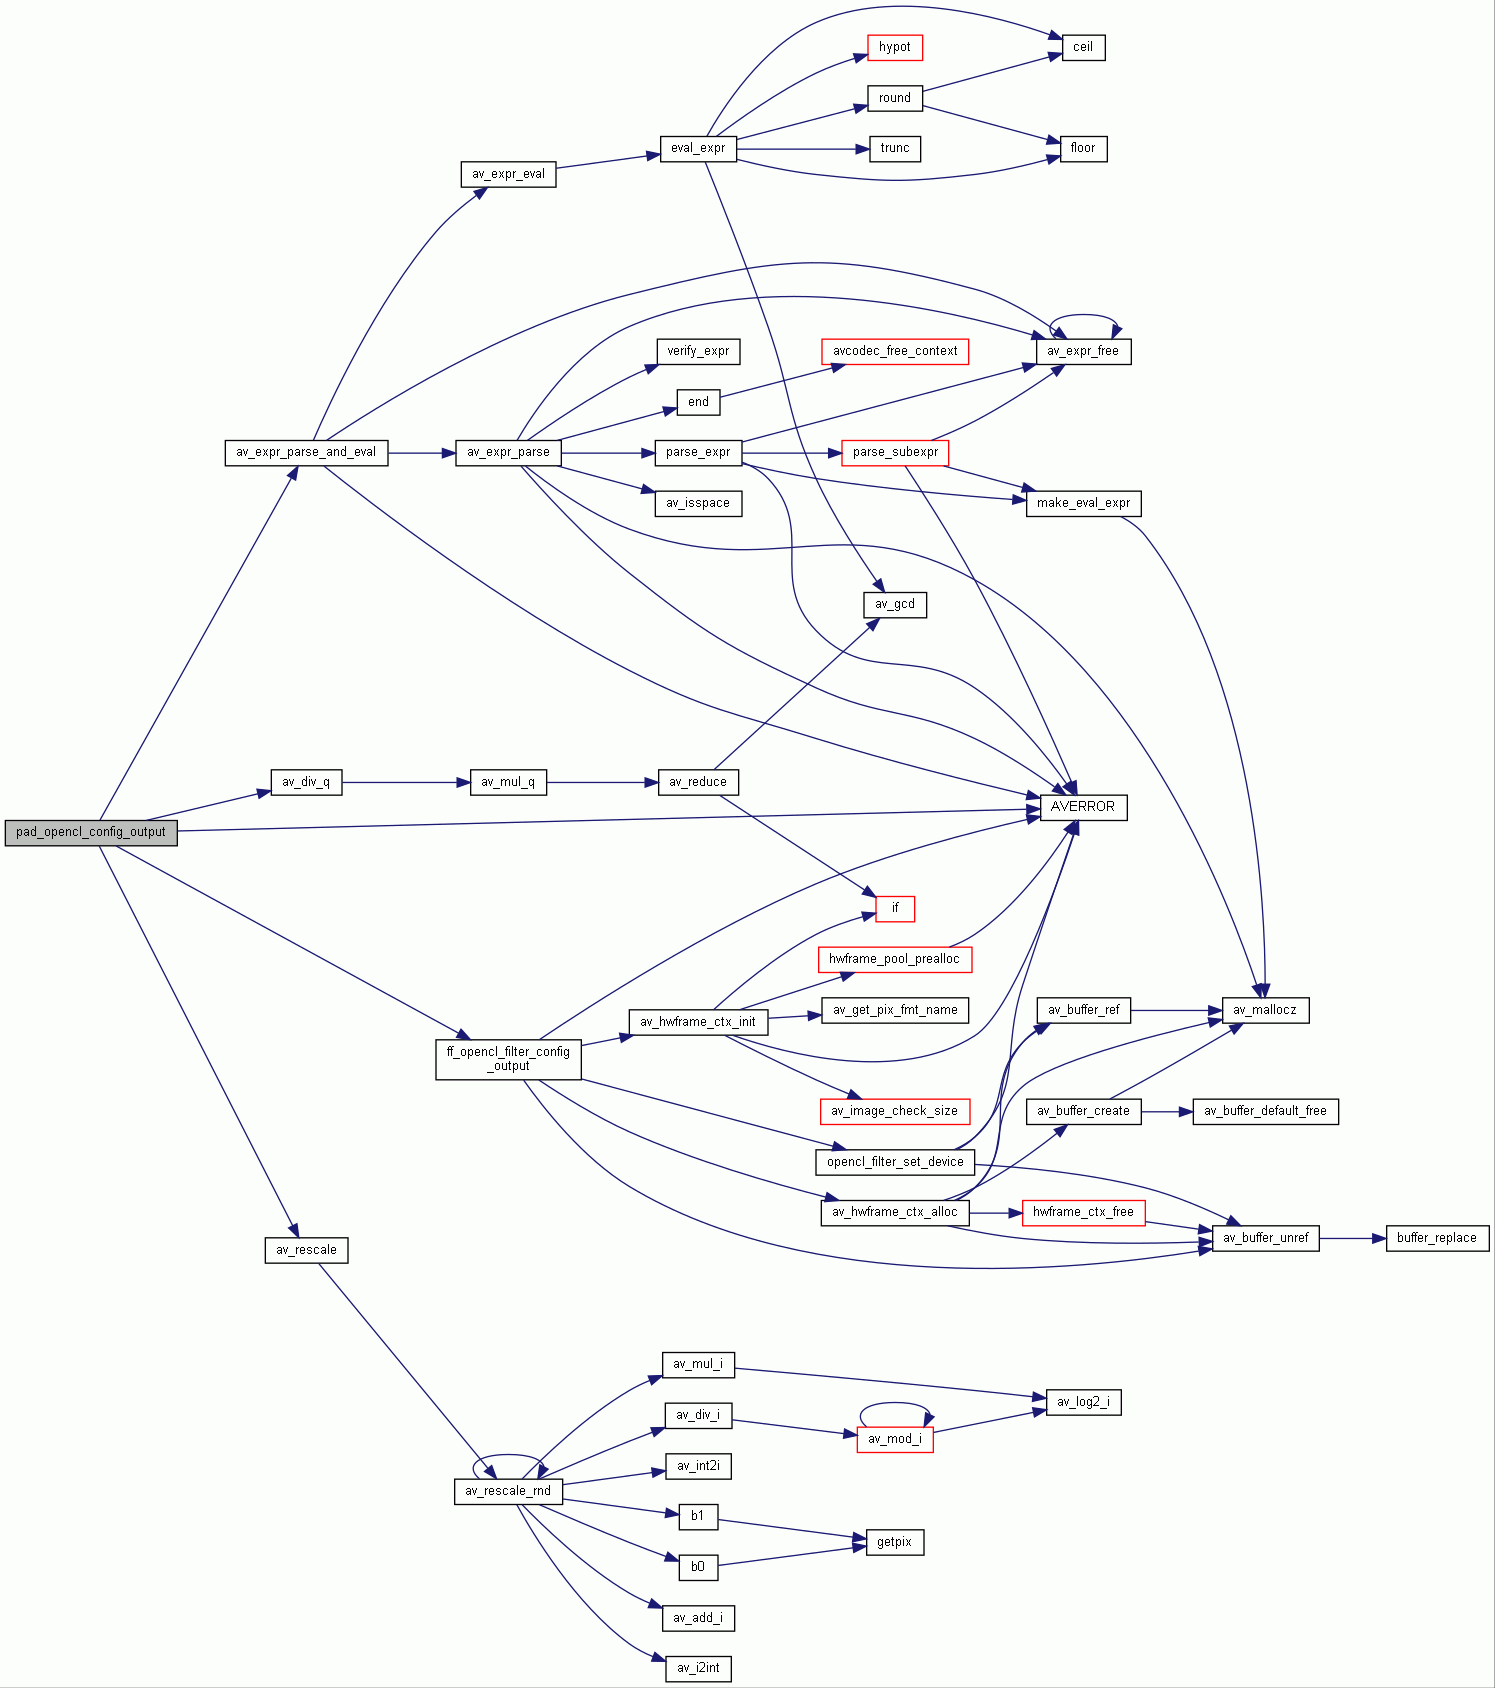 ceil
hypot
round
eval_expr
trunc
floor
av_expr_eval
verify_expr
avcodec_free_context
av_expr_free
end
av_expr_parse_and_eval
av_expr_parse
parse_expr
parse_subexpr
av_isspace
make_eval_expr
av_gcd
av_div_q
av_mul_q
av_reduce
AVERROR
pad_opencl_config_output
if
hwframe_pool_prealloc
av_get_pix_fmt_name
av_buffer_ref
av_mallocz
av_hwframe_ctx_init
ff_opencl_filter_config
_output
av_image_check_size
av_buffer_create
av_buffer_default_free
opencl_filter_set_device
av_hwframe_ctx_alloc
hwframe_ctx_free
av_buffer_unref
buffer_replace
av_rescale
av_mul_i
av_log2_i
av_div_i
av_mod_i
av_int2i
av_rescale_rnd
b1
getpix
b0
av_add_i
av_i2int